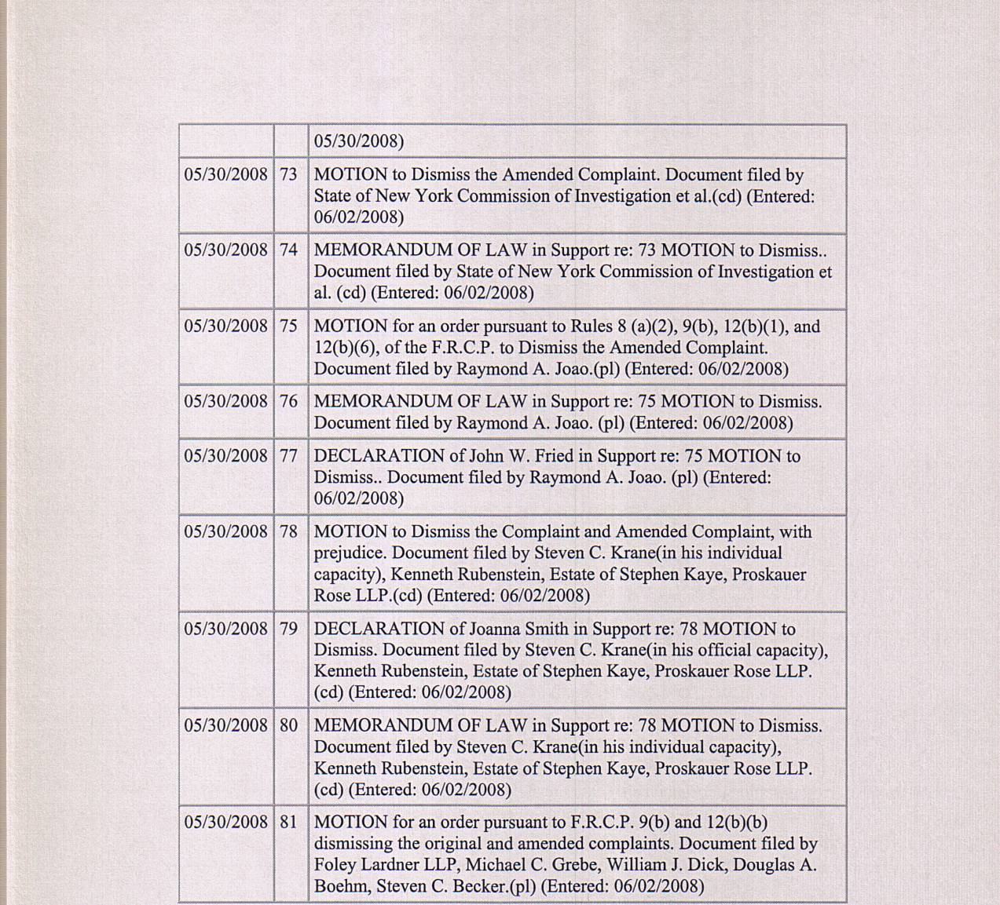 05/30/2008)
05/30/2008 73 MOTION to Dismiss the Amended Complaint. Document filed by
State of New York Commission of Investigation et al.(cd) (Entered:
06/02/2008)
05/30/2008 74 MEMORANDUM OF LAW in Support re: 73 MOTION to Dismiss..
Document filed by State of New York Commission of Investigation et
al. (cd) (Entered: 06/02/2008)
05/30/2008 75 MOTION for an order pursuant to Rules 8 (a)(2), 9(b), 12(b)(1), and
12(b)(6), of the F.R.C.P. to Dismiss the Amended Complaint.
Document filed by Raymond A. Joao.(pl) (Entered: 06/02/2008)
05/30/2008 76 MEMORANDUM OF LAW in Support re: 75 MOTION to Dismiss.
Document filed by Raymond A. Joao. (pl) (Entered: 06/02/2008)
05/30/2008 77 DECLARATION of John W. Fried in Support re: 75 MOTION to
Dismiss.. Document filed by Raymond A. Joao. (pl) (Entered:
06/02/2008)
05/30/2008 78 MOTION to Dismiss the Complaint and Amended Complaint, with
prejudice. Document filed by Steven C. Krane(in his individual
capacity), Kenneth Rubenstein, Estate of Stephen Kaye, Proskauer
Rose LLP.(cd) (Entered: 06/02/2008)
05/30/2008 79 DECLARATION of Joanna Smith in Support re: 78 MOTION to
Dismiss. Document filed by Steven C. Krane(in his official capacity),
Kenneth Rubenstein, Estate of Stephen Kaye, Proskauer Rose LLP.
(cd) (Entered: 06/02/2008)
05/30/2008 80 MEMORANDUM OF LAW in Support re: 78 MOTION to Dismiss.
Document filed by Steven C. Krane(in his individual capacity),
Kenneth Rubenstein, Estate of Stephen Kaye, Proskauer Rose LLP.
(cd) (Entered: 06/02/2008)
05/30/2008 81 MOTION for an order pursuant to F.R.C.P. 9(b) and 12(b)(b)
dismissing the original and amended complaints. Document filed by
Foley Lardner LLP, Michael C. Grebe, William J. Dick, Douglas A.
Boehm, Steven C. Becker.(pl) (Entered: 06/02/2008)